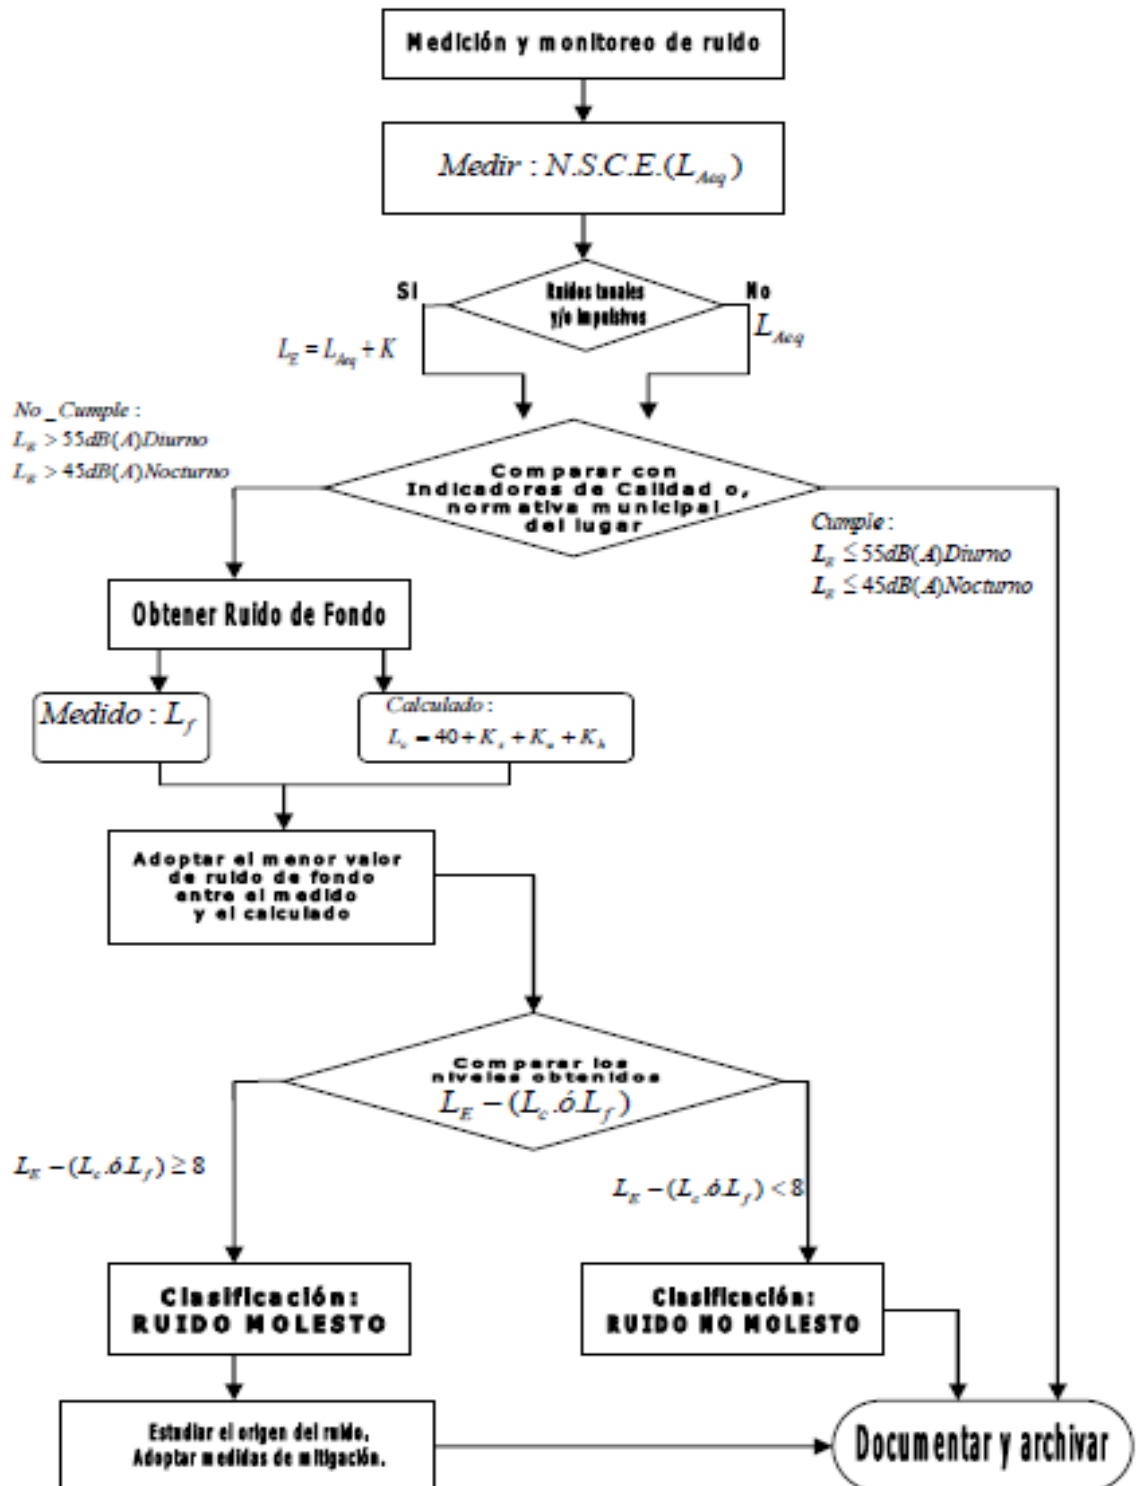 Medición y monitoreo de ruido
Medir : N.S.C.E.(L_Aeq)
SI
Ruidos tonales
y/o impulsivos
No
L_E = L_Aeq + K
L_Aeq
No_Cumple :
L_E > 55dB(A)Diurno
L_E > 45dB(A)Nocturno
Comparar con
Indicadores de Calidad o,
normativa municipal
del lugar
Cumple :
L_E ≤ 55dB(A)Diurno
L_E ≤ 45dB(A)Nocturno
Obtener Ruido de Fondo
Medido : L_f
Calculado :
L_c = 40 + K_z + K_u + K_h
Adoptar el menor valor
de ruido de fondo
entre el medido
y el calculado
Comparar los
niveles obtenidos
L_E − (L_c .ó.L_f)
L_E − (L_c .ó.L_f) ≥ 8
L_E − (L_c .ó.L_f) < 8
Clasificación:
RUIDO MOLESTO
Clasificación:
RUIDO NO MOLESTO
Estudiar el origen del ruido.
Adoptar medidas de mitigación.
Documentar y archivar